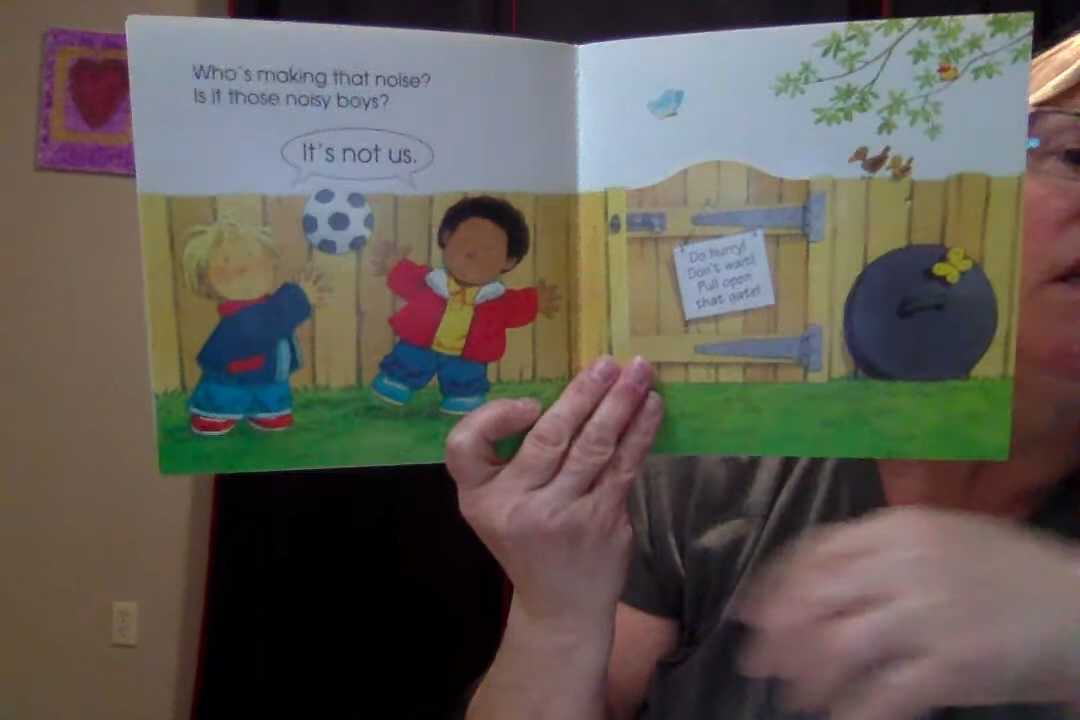 Who's making that noise?
Is it those noisy boys?
It's not us.
Do hurry!
Don't wait!
Pull open
that gate!